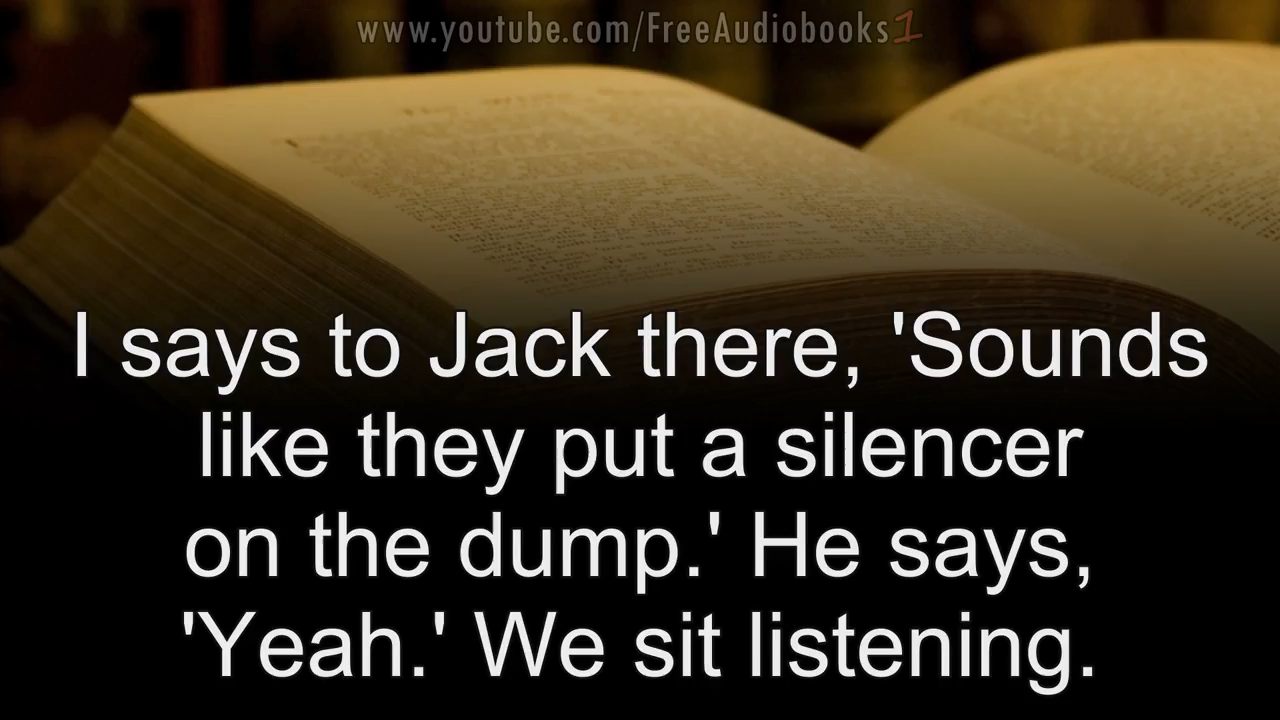 www.youtube.com/FreeAudiobooks1
I says to Jack there, 'Sounds
like they put a silencer
on the dump.' He says,
'Yeah.' We sit listening.